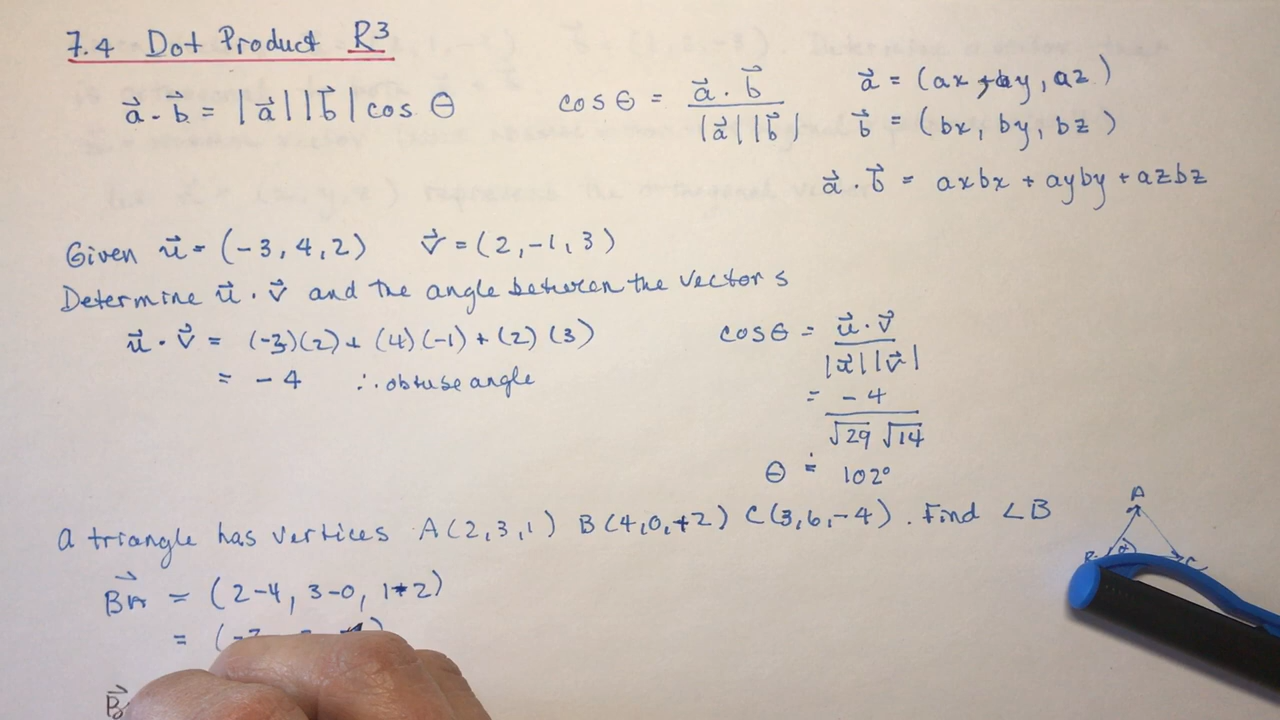 7.4 Dot Product R³
a⃗ · b⃗ = |a⃗||b⃗| cos θ
cos θ = a⃗ · b⃗ / |a⃗||b⃗|
a⃗ = (ax, ay, az)
b⃗ = (bx, by, bz)
a⃗ · b⃗ = axbx + ayby + azbz
Given u⃗ = (-3, 4, 2) v⃗ = (2, -1, 3)
Determine u⃗ · v⃗ and the angle between the vectors
u⃗ · v⃗ = (-3)(2) + (4)(-1) + (2)(3)
= -4 ∴ obtuse angle
cos θ = u⃗ · v⃗ / |u⃗||v⃗|
= -4 / √29 √14
θ ≐ 102°
A triangle has vertices A(2,3,1) B(4,0,+2) C(3,6,-4). Find ∠B
A
C
BA⃗ = (2-4, 3-0, 1-2)
= (
B⃗